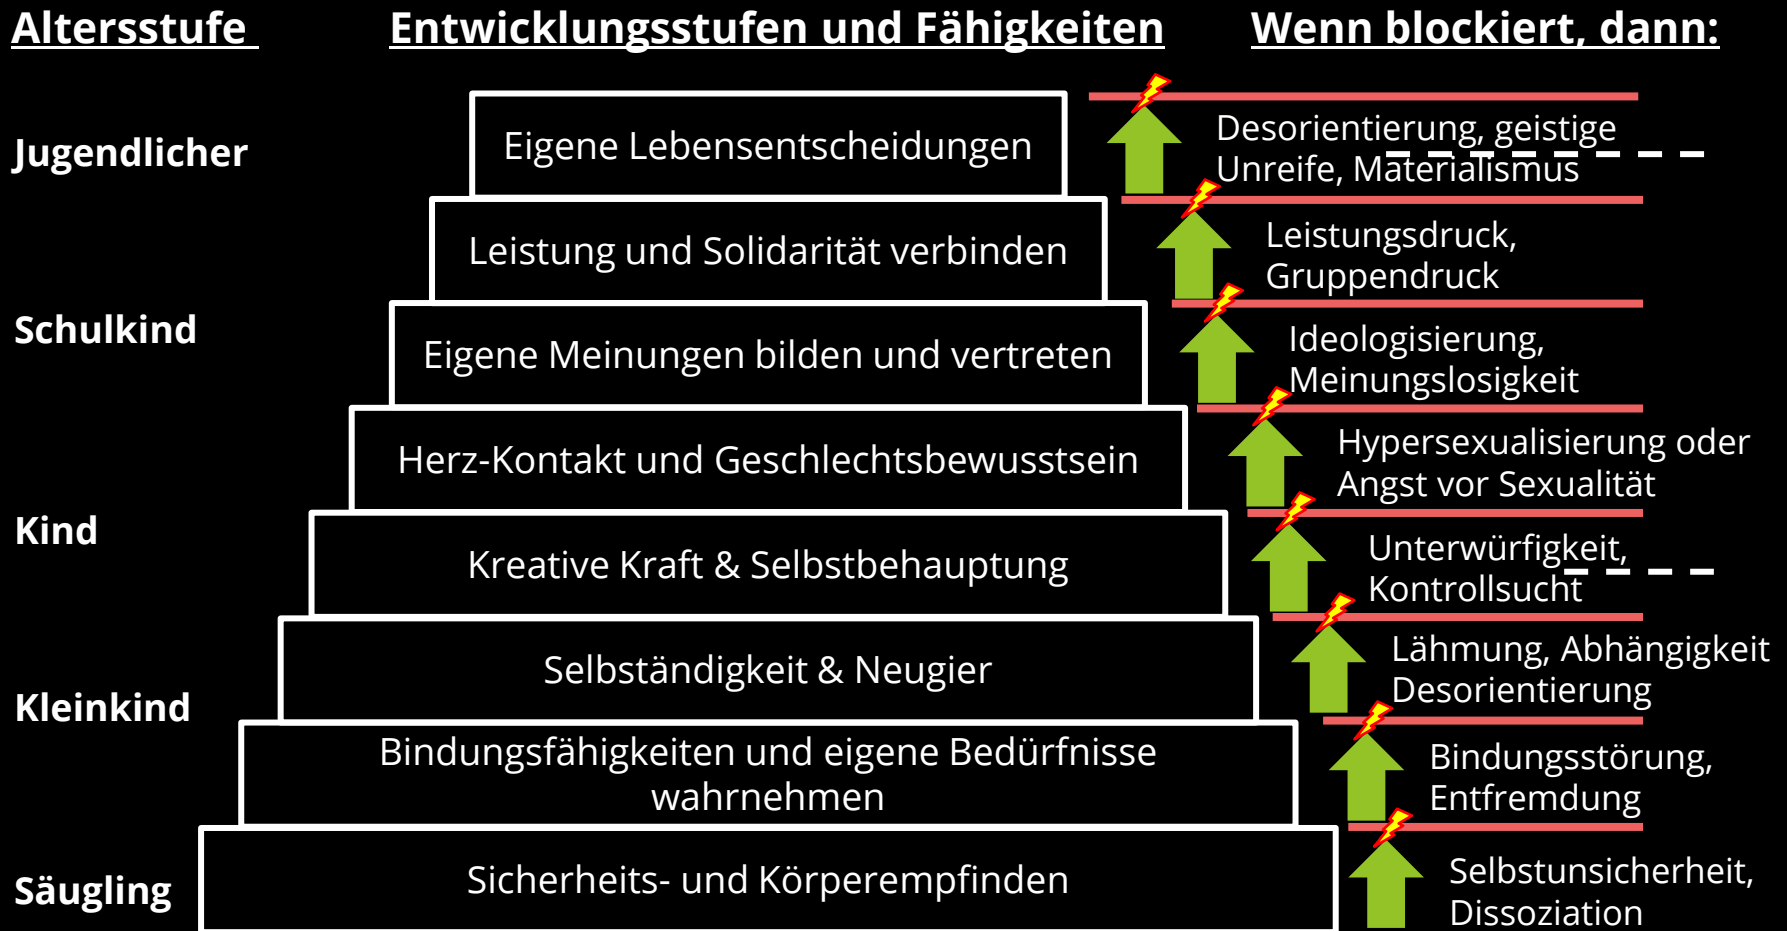 Altersstufe
Entwicklungsstufen und Fähigkeiten
Wenn blockiert, dann:
Jugendlicher
Eigene Lebensentscheidungen
Desorientierung, geistige
Unreife, Materialismus
Leistung und Solidarität verbinden
Leistungsdruck,
Gruppendruck
Schulkind
Eigene Meinungen bilden und vertreten
Ideologisierung,
Meinungslosigkeit
Herz-Kontakt und Geschlechtsbewusstsein
Hypersexualisierung oder
Angst vor Sexualität
Kind
Kreative Kraft & Selbstbehauptung
Unterwürfigkeit,
Kontrollsucht
Kleinkind
Selbständigkeit & Neugier
Lähmung, Abhängigkeit
Desorientierung
Bindungsfähigkeiten und eigene Bedürfnisse
wahrnehmen
Bindungsstörung,
Entfremdung
Säugling
Sicherheits- und Körperempfinden
Selbstunsicherheit,
Dissoziation